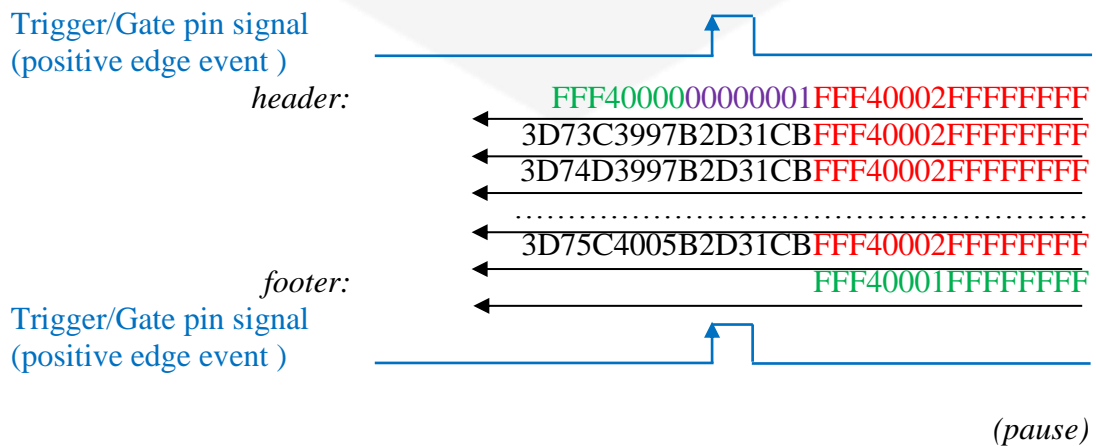 Trigger/Gate pin signal
(positive edge event )
header:
FFF4000000000001FFF40002FFFFFFFF
3D73C3997B2D31CBFFF40002FFFFFFFF
3D74D3997B2D31CBFFF40002FFFFFFFF
………………………………………………
3D75C4005B2D31CBFFF40002FFFFFFFF
footer:
FFF40001FFFFFFFF
Trigger/Gate pin signal
(positive edge event )
(pause)